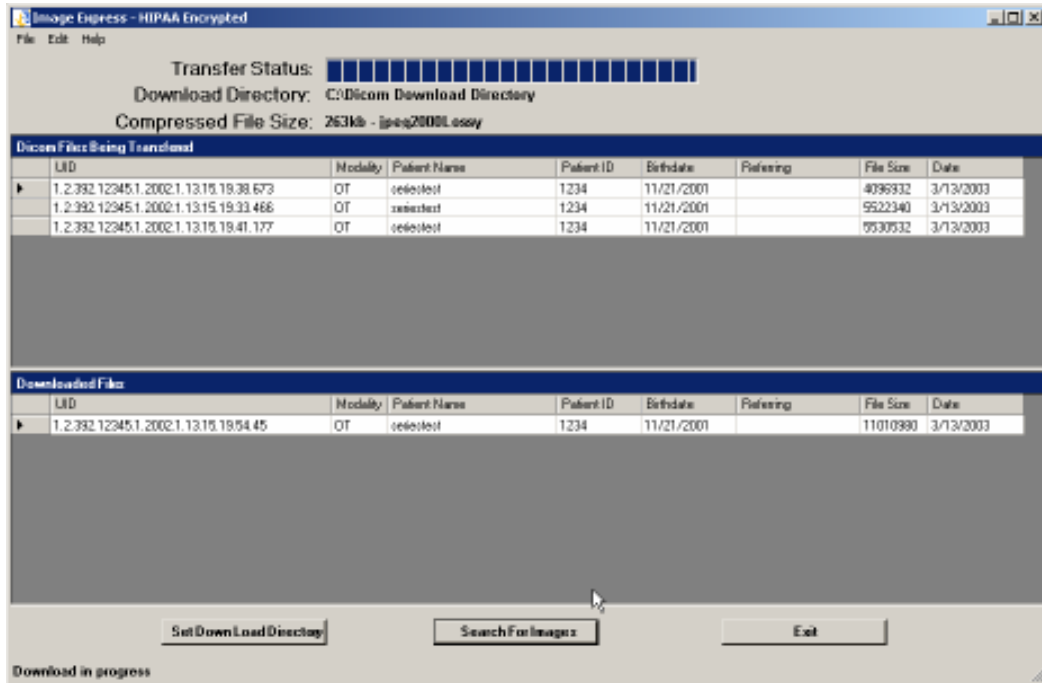 Image Express - HIPAA Encrypted
File Edit Help
Transfer Status:
Download Directory: C:\Dicom Download Directory
Compressed File Size: 263kb - jpeg2000Lossy
Dicom Files Being Transfered
UID Modality Patient Name Patient ID Birthdate Referring File Size Date
1.2.392.12345.1.2002.1.13.15.19.38.673 OT seriestest 1234 11/21/2001 4096932 3/13/2003
1.2.392.12345.1.2002.1.13.15.19.33.466 OT seriestest 1234 11/21/2001 5522340 3/13/2003
1.2.392.12345.1.2002.1.13.15.19.41.177 OT seriestest 1234 11/21/2001 5530532 3/13/2003
Downloaded Files
UID Modality Patient Name Patient ID Birthdate Referring File Size Date
1.2.392.12345.1.2002.1.13.15.19.54.45 OT seriestest 1234 11/21/2001 11010980 3/13/2003
Set Down Load Directory Search For Images Exit
Download in progress